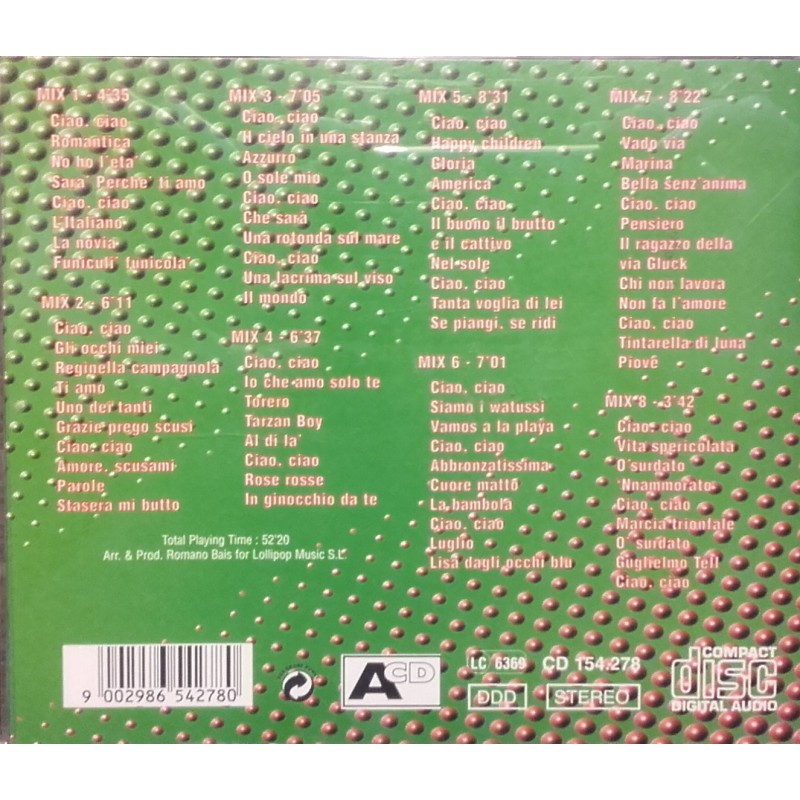 MIX 1 - 4'35
Ciao, ciao
Romantica
No ho l'eta'
Sara' Perche' ti amo
Ciao, ciao
L'Italiano
La novia
Funiculi' funicola'
MIX 2 - 6'11
Ciao, ciao
Gli occhi miei
Reginella campagnola
Ti amo
Uno dei tanti
Grazie prego scusi
Ciao, ciao
Amore, scusami
Parole
Stasera mi butto
MIX 3 - 7'05
Ciao, ciao
Il cielo in una stanza
Azzurro
O sole mio
Ciao, ciao
Che sarà
Una rotonda sul mare
Ciao, ciao
Una lacrima sul viso
Il mondo
MIX 4 - 6'37
Ciao, ciao
Io che amo solo te
Torero
Tarzan Boy
Al di la'
Ciao, ciao
Rose rosse
In ginocchio da te
MIX 5 - 8'31
Ciao, ciao
Happy children
Gloria
America
Ciao, ciao
Il buono il brutto
e il cattivo
Nel sole
Ciao, ciao
Tanta voglia di lei
Se piangi, se ridi
MIX 6 - 7'01
Ciao, ciao
Siamo i watussi
Vamos a la playa
Ciao, ciao
Abbronzatissima
Cuore matto
La bambola
Ciao, ciao
Luglio
Lisa dagli occhi blu
MIX 7 - 8'22
Ciao, ciao
Vado via
Marina
Bella senz'anima
Ciao, ciao
Pensiero
Il ragazzo della
via Gluck
Chi non lavora
Non fa l'amore
Ciao, ciao
Tintarella di luna
Piove
MIX 8 - 3'42
Ciao, ciao
Vita spericolata
O'surdato
'Nnammorato
Ciao, ciao
Marcia trionfale
O' surdato
Guglielmo Tell
Ciao, ciao
Total Playing Time : 52'20
Arr. & Prod. Romano Bais for Lollipop Music S.L
9 002986 542780
ACD
LC 6369
CD 154.278
DDD
STEREO
COMPACT
disc
DIGITAL AUDIO